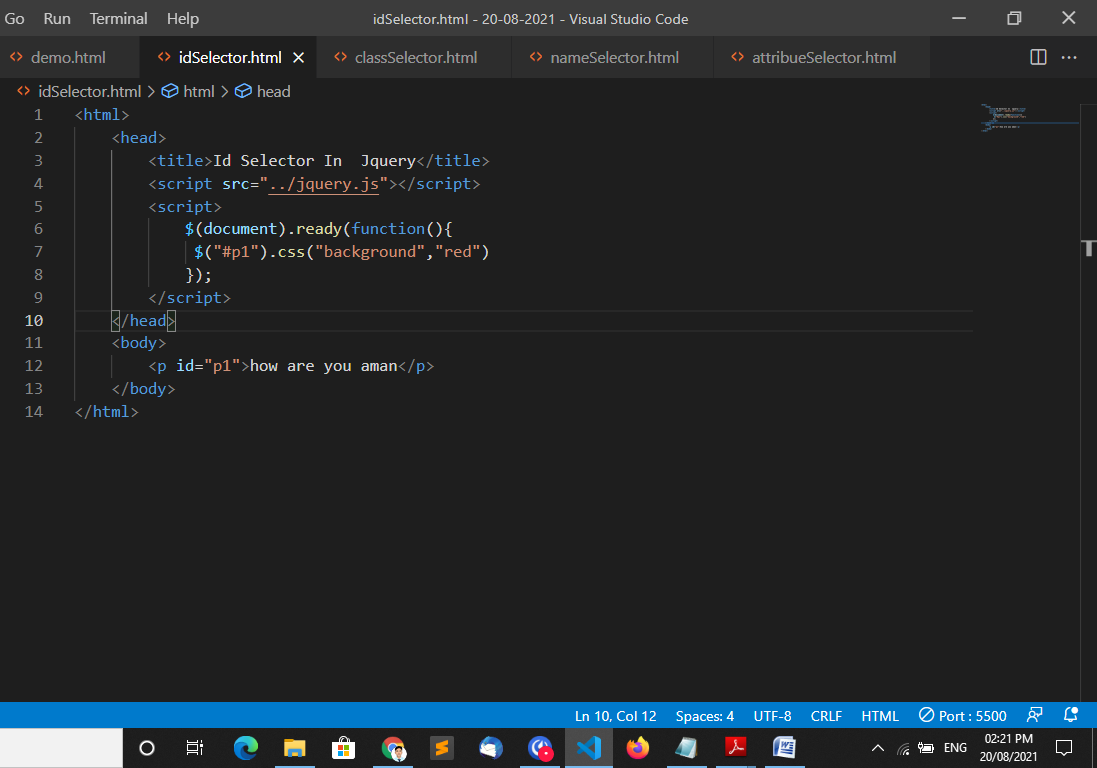 Go Run Terminal Help idSelector.html - 20-08-2021 - Visual Studio Code
demo.html idSelector.html classSelector.html nameSelector.html attribueSelector.html
idSelector.html > html > head
1 <html>
2 <head>
3 <title>Id Selector In  Jquery</title>
4 <script src="../jquery.js"></script>
5 <script>
6 $(document).ready(function(){
7 $("#p1").css("background","red")
8 });
9 </script>
10 </head>
11 <body>
12 <p id="p1">how are you aman</p>
13 </body>
14 </html>
Ln 10, Col 12 Spaces: 4 UTF-8 CRLF HTML Port : 5500
02:21 PM
ENG
20/08/2021